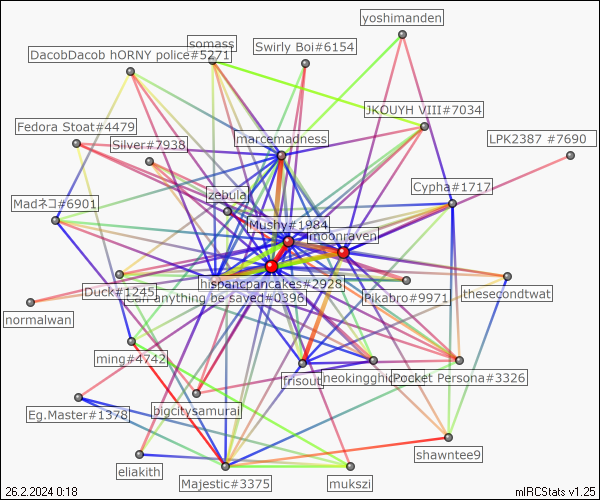 yoshimanden
somass
Swirly Boi#6154
DacobDacob hORNY police#5271
JKOUYH VIII#7034
Fedora Stoat#4479
Silver#7938
marcemadness
LPK2387 #7690
Cypha#1717
zebula
Madネコ#6901
Mushy#1984
moonraven
hispancpancakes#2928
Duck#1245
can anything be saved#0396
Pikabro#9971
thesecondtwat
normalwan
ming#4742
frisout
Pocket Persona#3326
bigcitysamurai
Eg.Master#1378
shawntee9
eliakith
Majestic#3375
mukszi
26.2.2024 0:18
mIRCStats v1.25